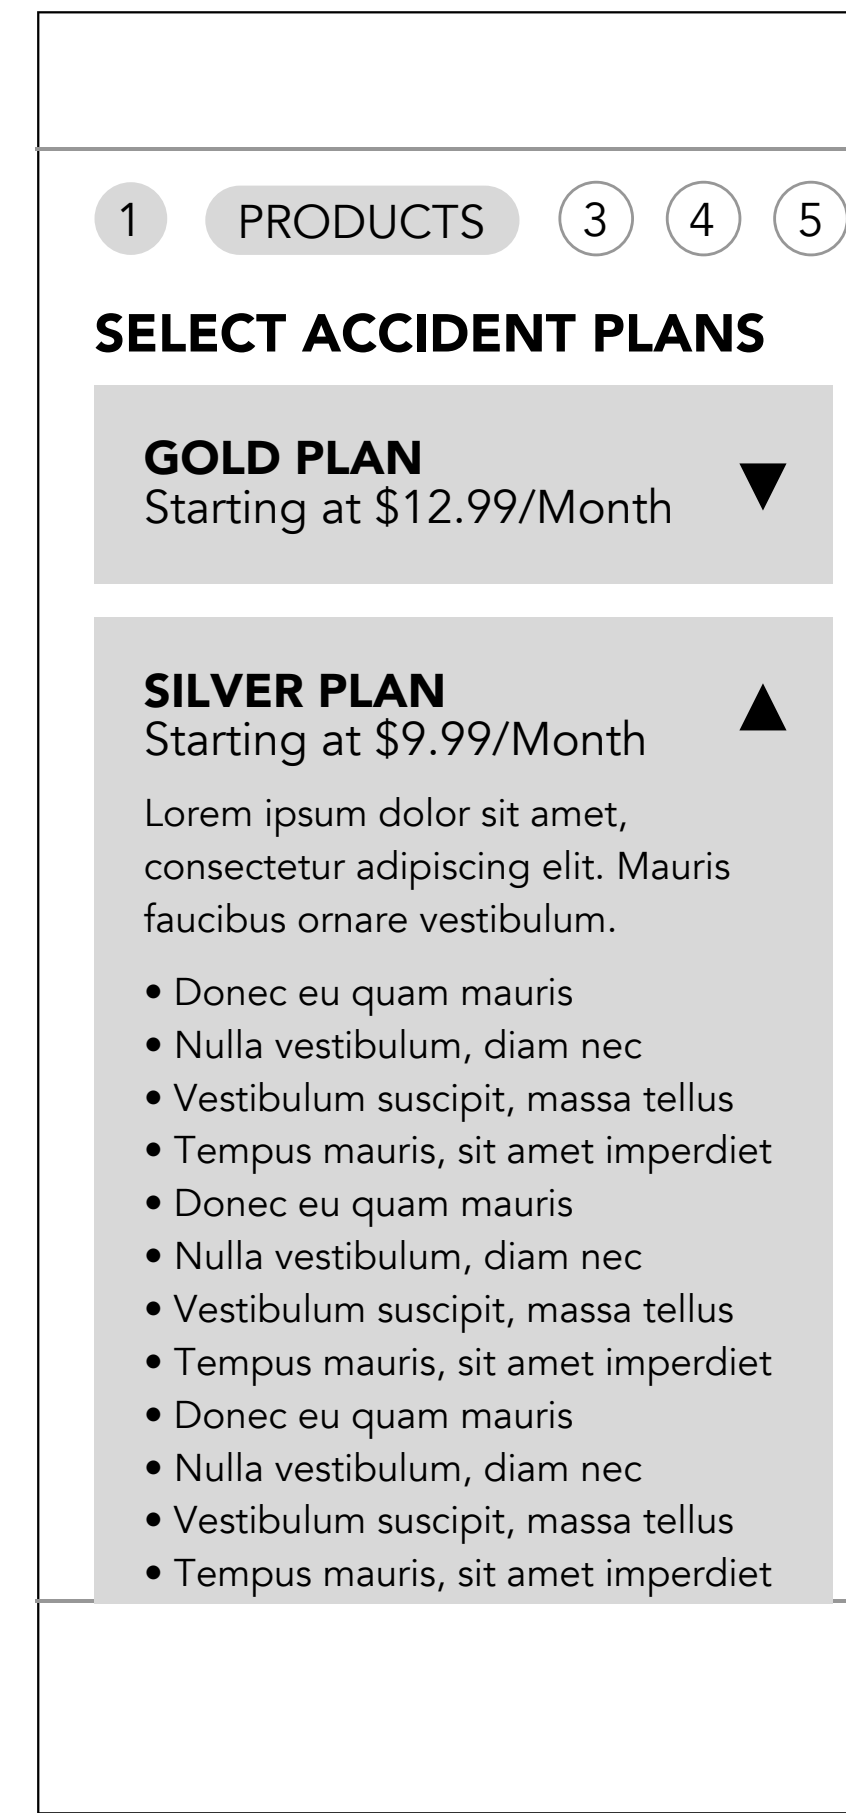 1 PRODUCTS 3 4 5
SELECT ACCIDENT PLANS
GOLD PLAN
Starting at $12.99/Month
SILVER PLAN
Starting at $9.99/Month
Lorem ipsum dolor sit amet,
consectetur adipiscing elit. Mauris
faucibus ornare vestibulum.
• Donec eu quam mauris
• Nulla vestibulum, diam nec
• Vestibulum suscipit, massa tellus
• Tempus mauris, sit amet imperdiet
• Donec eu quam mauris
• Nulla vestibulum, diam nec
• Vestibulum suscipit, massa tellus
• Tempus mauris, sit amet imperdiet
• Donec eu quam mauris
• Nulla vestibulum, diam nec
• Vestibulum suscipit, massa tellus
• Tempus mauris, sit amet imperdiet